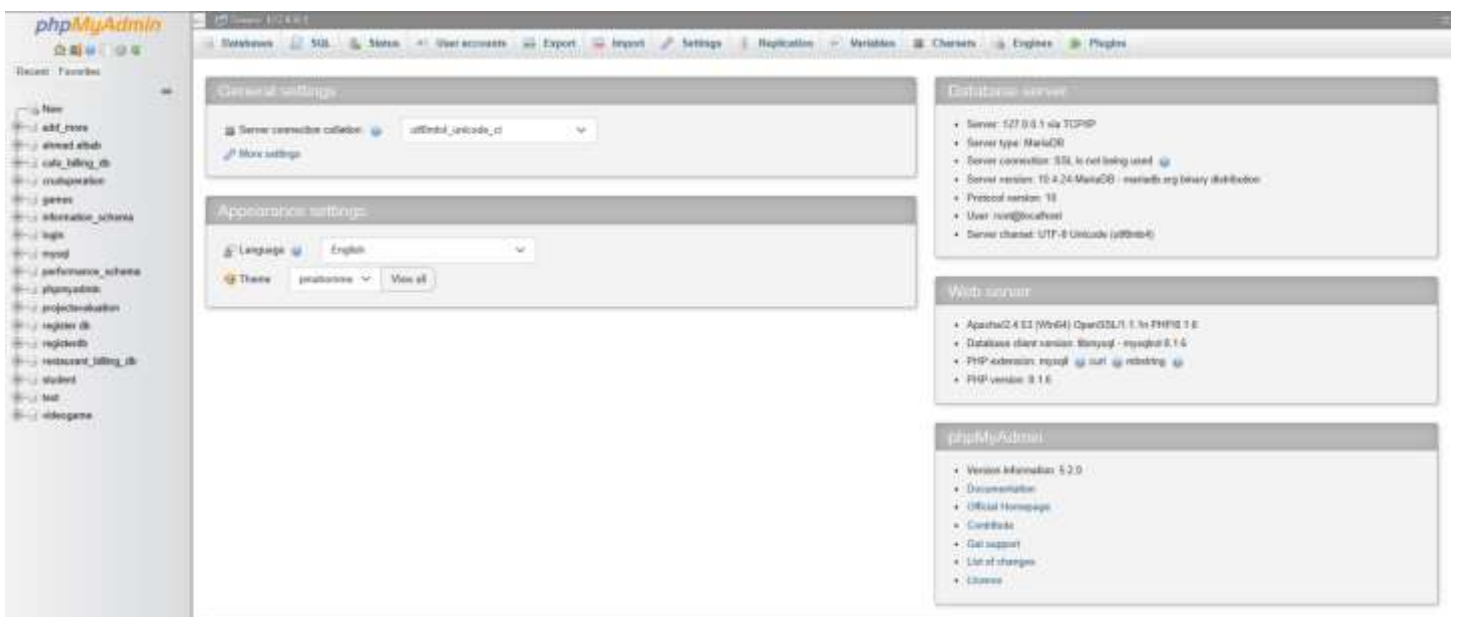 phpMyAdmin
Recent Favorites
New
add_more
ahmad albab
cafe_billing_db
crudoperation
games
information_schema
login
mysql
performance_schema
phpmyadmin
projectevaluation
register db
registerdb
restaurant_billing_db
student
test
videogame
Server: 127.0.0.1
Databases SQL Status User accounts Export Import Settings Replication Variables Charsets Engines Plugins
General settings
Server connection collation utf8mb4_unicode_ci
More settings
Appearance settings
Language English
Theme pmahomme View all
Database server
Server: 127.0.0.1 via TCP/IP
Server type: MariaDB
Server connection: SSL is not being used
Server version: 10.4.24-MariaDB - mariadb.org binary distribution
Protocol version: 10
User: root@localhost
Server charset: UTF-8 Unicode (utf8mb4)
Web server
Apache/2.4.53 (Win64) OpenSSL/1.1.1n PHP/8.1.6
Database client version: libmysql - mysqlnd 8.1.6
PHP extension: mysqli curl mbstring
PHP version: 8.1.6
phpMyAdmin
Version information: 5.2.0
Documentation
Official Homepage
Contribute
Get support
List of changes
License